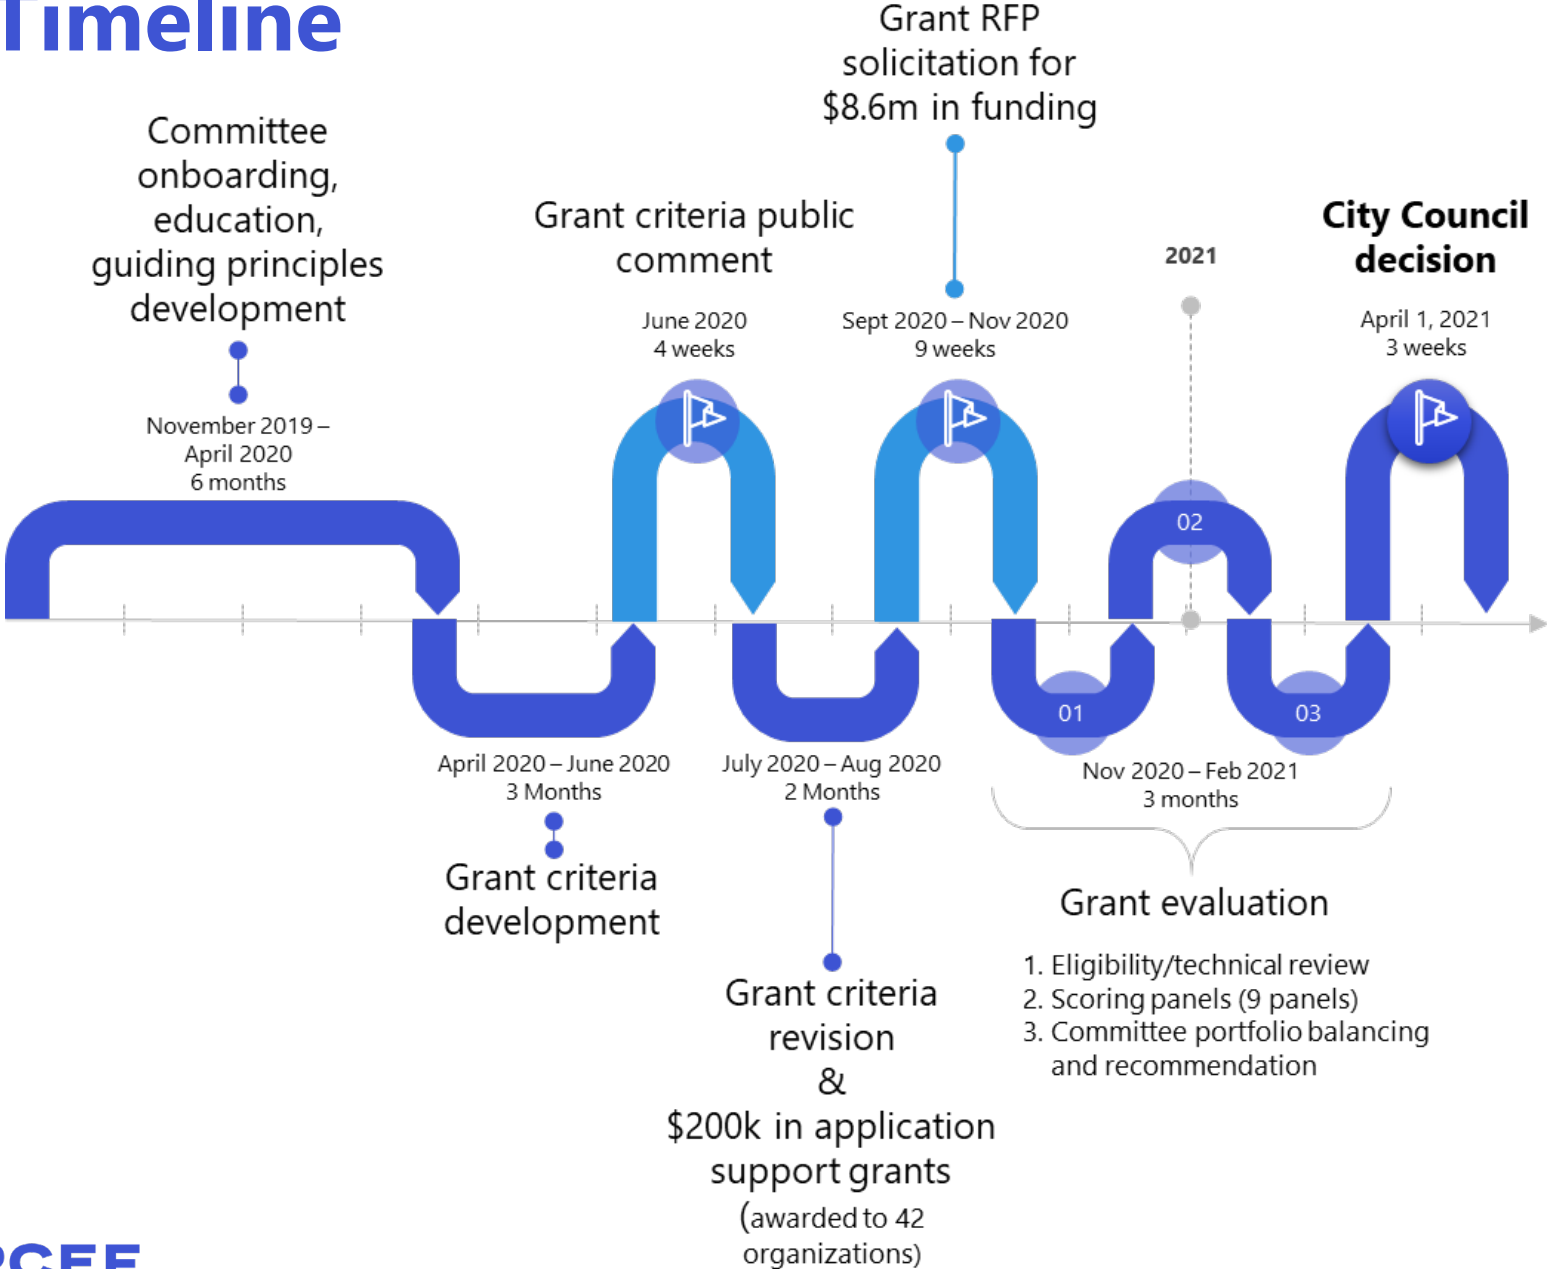 Timeline
Committee
onboarding,
education,
guiding principles
development
November 2019 –
April 2020
6 months
Grant criteria public
comment
June 2020
4 weeks
Grant RFP
solicitation for
$8.6m in funding
Sept 2020 – Nov 2020
9 weeks
2021
City Council
decision
April 1, 2021
3 weeks
02
01
03
April 2020 – June 2020
3 Months
Grant criteria
development
July 2020 – Aug 2020
2 Months
Grant criteria
revision
&
$200k in application
support grants
(awarded to 42
organizations)
Nov 2020 – Feb 2021
3 months
Grant evaluation
1. Eligibility/technical review
2. Scoring panels (9 panels)
3. Committee portfolio balancing
and recommendation